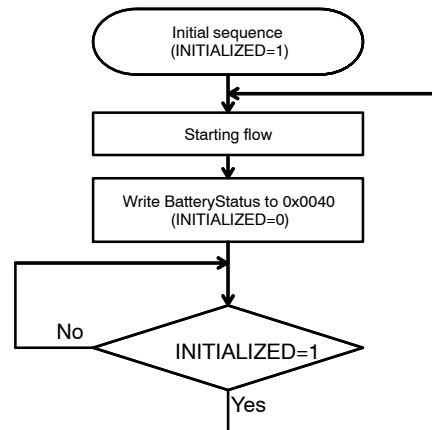 Initial sequence
(INITIALIZED=1)
Starting flow
Write BatteryStatus to 0x0040
(INITIALIZED=0)
No
INITIALIZED=1
Yes